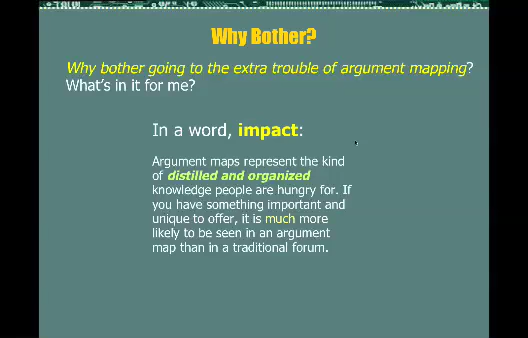 Why Bother?
Why bother going to the extra trouble of argument mapping?
What's in it for me?
In a word, impact:
Argument maps represent the kind
of distilled and organized
knowledge people are hungry for. If
you have something important and
unique to offer, it is much more
likely to be seen in an argument
map than in a traditional forum.